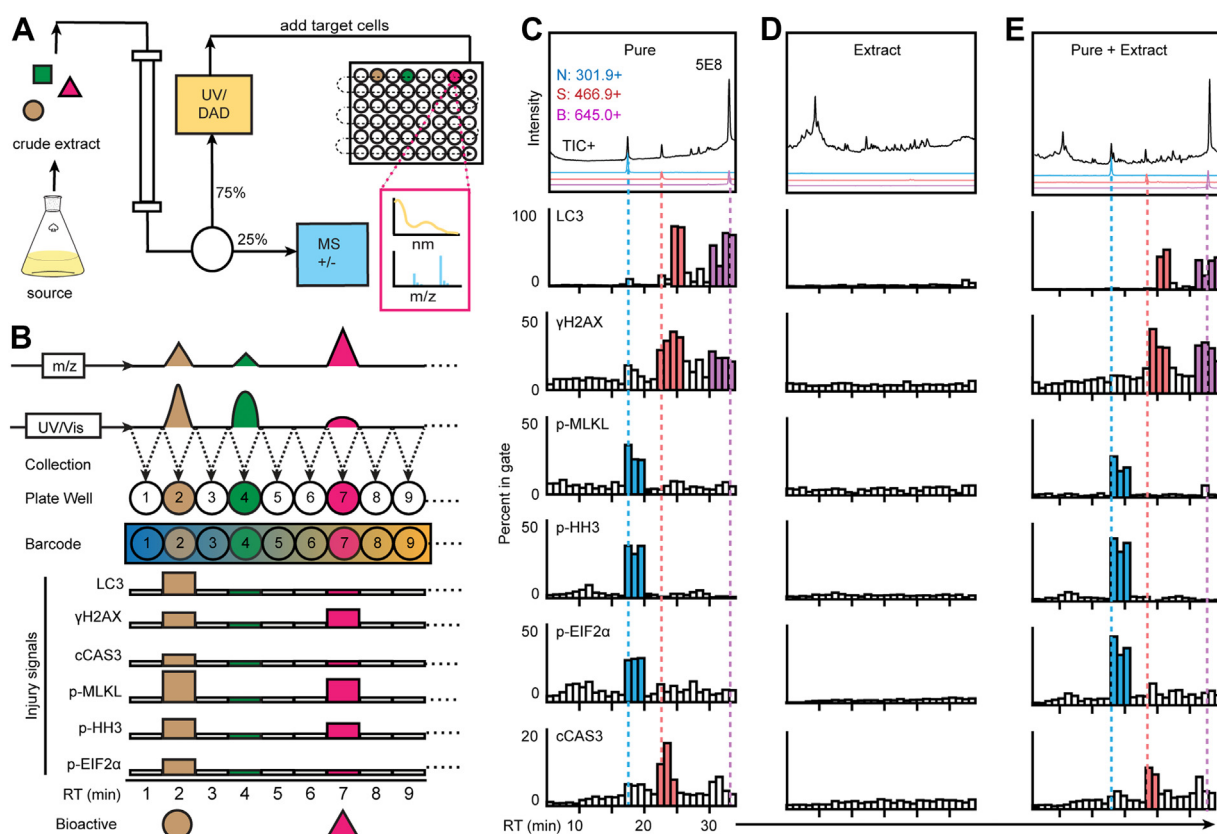 A
add target cells
UV/
DAD
crude extract
75%
25%
MS
+/-
nm
m/z
source
B
m/z
UV/Vis
Collection
Plate Well
1 2 3 4 5 6 7 8 9
Barcode
1 2 3 4 5 6 7 8 9
Injury signals
LC3
γH2AX
cCAS3
p-MLKL
p-HH3
p-EIF2α
RT (min) 1 2 3 4 5 6 7 8 9
Bioactive
C
Pure
5E8
N: 301.9+
S: 466.9+
B: 645.0+
TIC+
Intensity
D
Extract
E
Pure + Extract
Percent in gate
100
LC3
0
50
γH2AX
0
50
p-MLKL
0
50
p-HH3
0
50
p-EIF2α
0
20
cCAS3
0
RT (min) 10 20 30